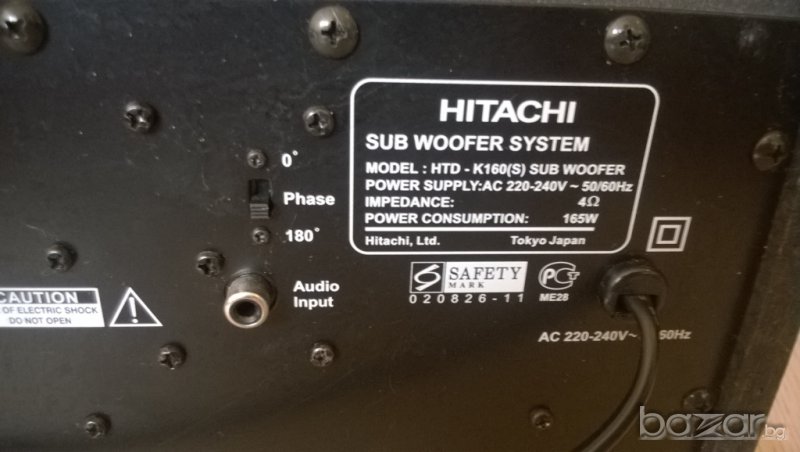 HITACHI
SUB WOOFER SYSTEM
MODEL : HTD - K160(S) SUB WOOFER
POWER SUPPLY:AC 220-240V ~ 50/60Hz
IMPEDANCE: 4Ω
POWER CONSUMPTION: 165W
Hitachi, Ltd. Tokyo Japan
0°
Phase
180°
Audio
Input
SAFETY
MARK
020826-11
ME28
AC 220-240V~ 60Hz
CAUTION
OF ELECTRIC SHOCK
DO NOT OPEN
bazar.bg